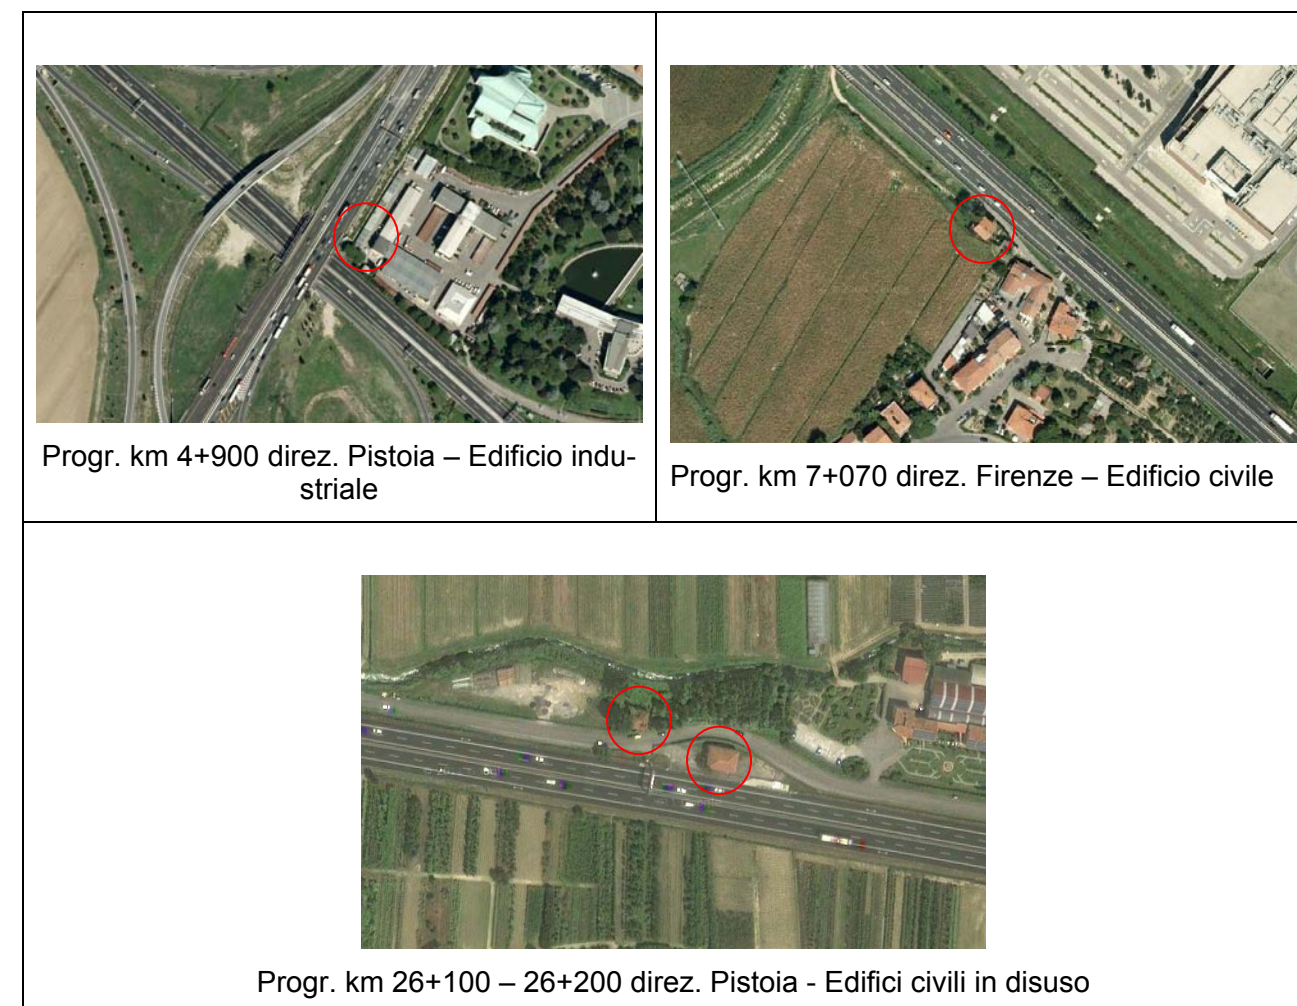 Progr. km 4+900 direz. Pistoia – Edificio indu-
striale
Progr. km 7+070 direz. Firenze – Edificio civile
Progr. km 26+100 – 26+200 direz. Pistoia - Edifici civili in disuso